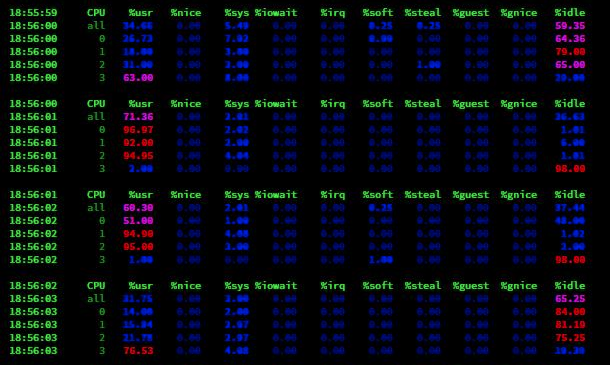 18:55:59 CPU %usr %nice %sys %iowait %irq %soft %steal %guest %gnice %idle
18:56:00 all 34.66 0.00 5.49 0.00 0.00 0.25 0.25 0.00 0.00 59.35
18:56:00 0 26.73 0.00 7.92 0.00 0.00 0.99 0.00 0.00 0.00 64.36
18:56:00 1 18.00 0.00 3.00 0.00 0.00 0.00 0.00 0.00 0.00 79.00
18:56:00 2 31.00 0.00 3.00 0.00 0.00 0.00 1.00 0.00 0.00 65.00
18:56:00 3 63.00 0.00 8.00 0.00 0.00 0.00 0.00 0.00 0.00 29.00
18:56:00 CPU %usr %nice %sys %iowait %irq %soft %steal %guest %gnice %idle
18:56:01 all 71.36 0.00 2.01 0.00 0.00 0.00 0.00 0.00 0.00 26.63
18:56:01 0 96.97 0.00 2.02 0.00 0.00 0.00 0.00 0.00 0.00 1.01
18:56:01 1 92.00 0.00 2.00 0.00 0.00 0.00 0.00 0.00 0.00 6.00
18:56:01 2 94.95 0.00 4.04 0.00 0.00 0.00 0.00 0.00 0.00 1.01
18:56:01 3 0.00 0.00 0.00 0.00 0.00 0.00 0.00 0.00
18:56:01 CPU %usr %nice %sys %iowait %irq %soft %steal %guest %gnice %idle
18:56:02 all 60.30 0.00 2.01 0.00 0.00 0.25 0.00 0.00 0.00 37.44
18:56:02 0 51.00 0.00 1.00 0.00 0.00 0.00 0.00 0.00 0.00 48.00
18:56:02 1 94.90 0.00 4.08 0.00 0.00 0.00 0.00 0.00 0.00 1.02
18:56:02 2 95.00 0.00 3.00 0.00 0.00 0.00 0.00 0.00 0.00 2.00
18:56:02 3 1.00 0.00 0.00 0.00 0.00 1.00 0.00 0.00 0.00 98.00
18:56:02 CPU %usr %nice %sys %iowait %irq %soft %steal %guest %gnice %idle
18:56:03 all 31.75 0.00 3.00 0.00 0.00 0.00 0.00 0.00 0.00 65.25
18:56:03 0 14.00 0.00 2.00 0.00 0.00 0.00 0.00 0.00 0.00 84.00
18:56:03 1 15.84 0.00 2.97 0.00 0.00 0.00 0.00 0.00 0.00 81.19
18:56:03 2 21.78 0.00 2.97 0.00 0.00 0.00 0.00 0.00 0.00 75.25
18:56:03 3 76.53 0.00 4.08 0.00 0.00 0.00 0.00 0.00 0.00 19.39